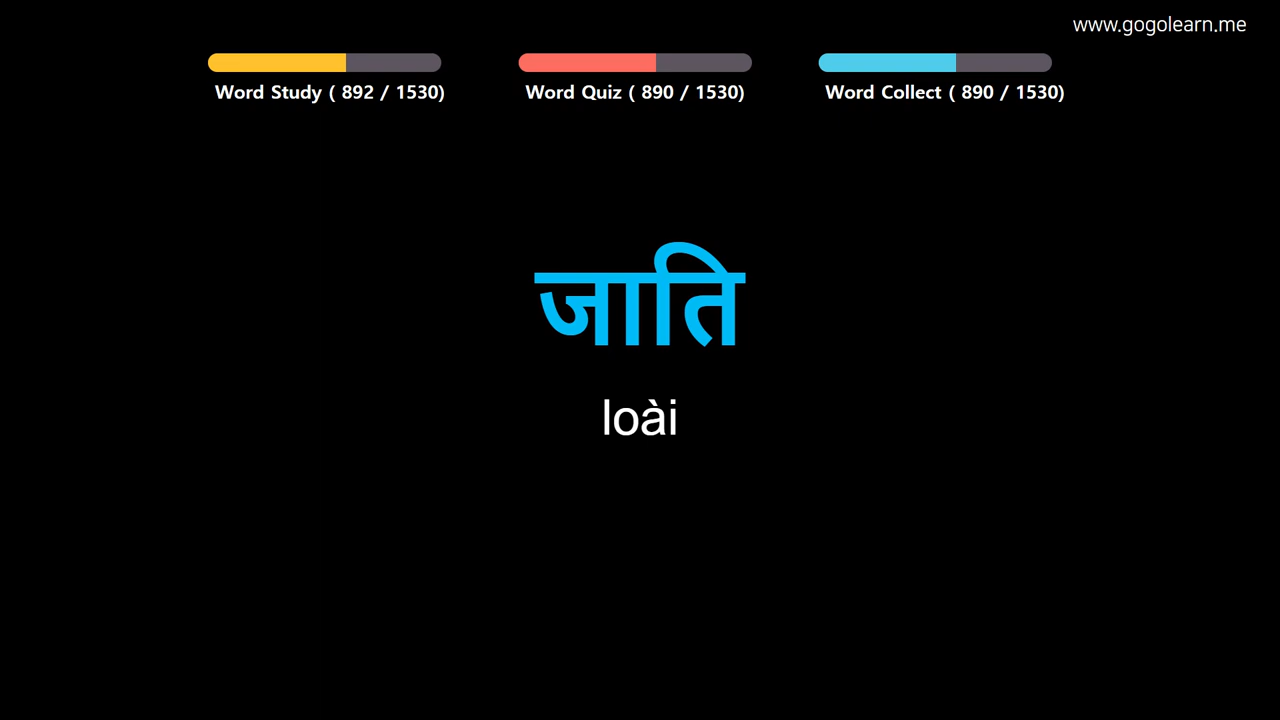 www.gogolearn.me
Word Study ( 892 / 1530)
Word Quiz ( 890 / 1530)
Word Collect ( 890 / 1530)
जाति
loài